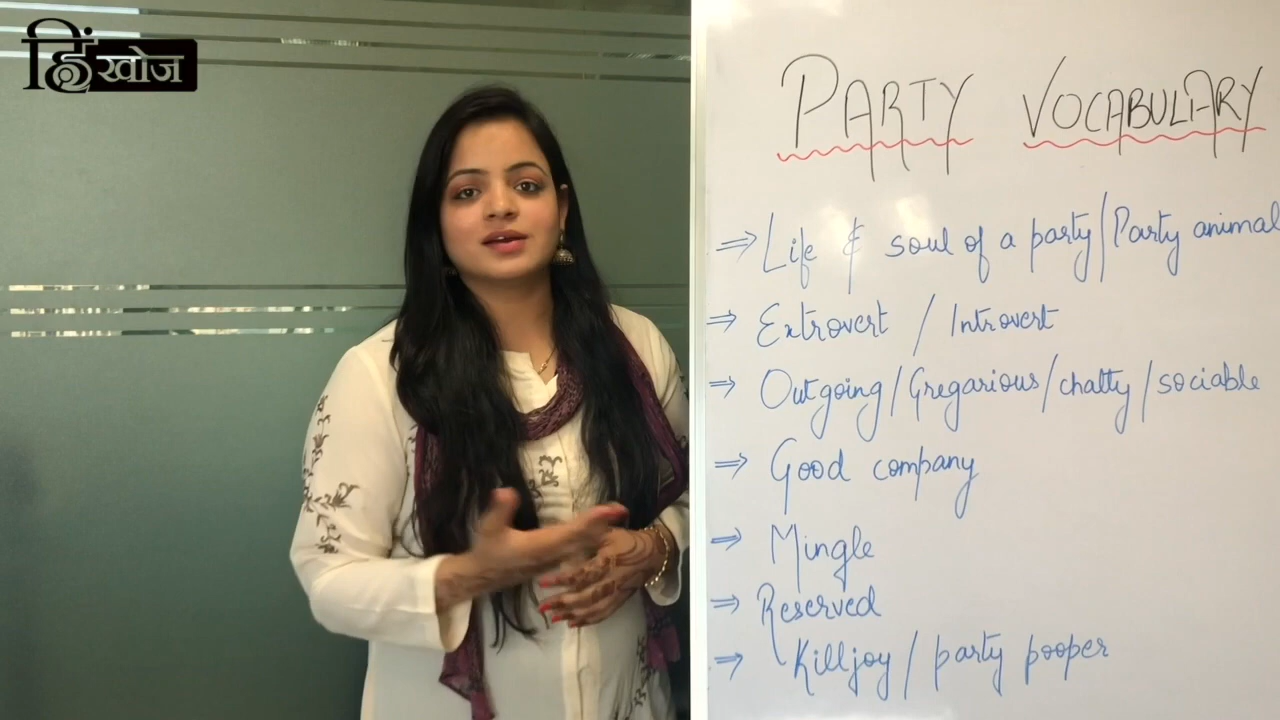 हिंखोज
PARTY VOCABULARY
⇒ Life & soul of a party/Party animal
⇒ Extrovert / Introvert
⇒ Outgoing/Gregarious/chatty/sociable
⇒ Good company
⇒ Mingle
⇒ Reserved
⇒ Killjoy/party pooper